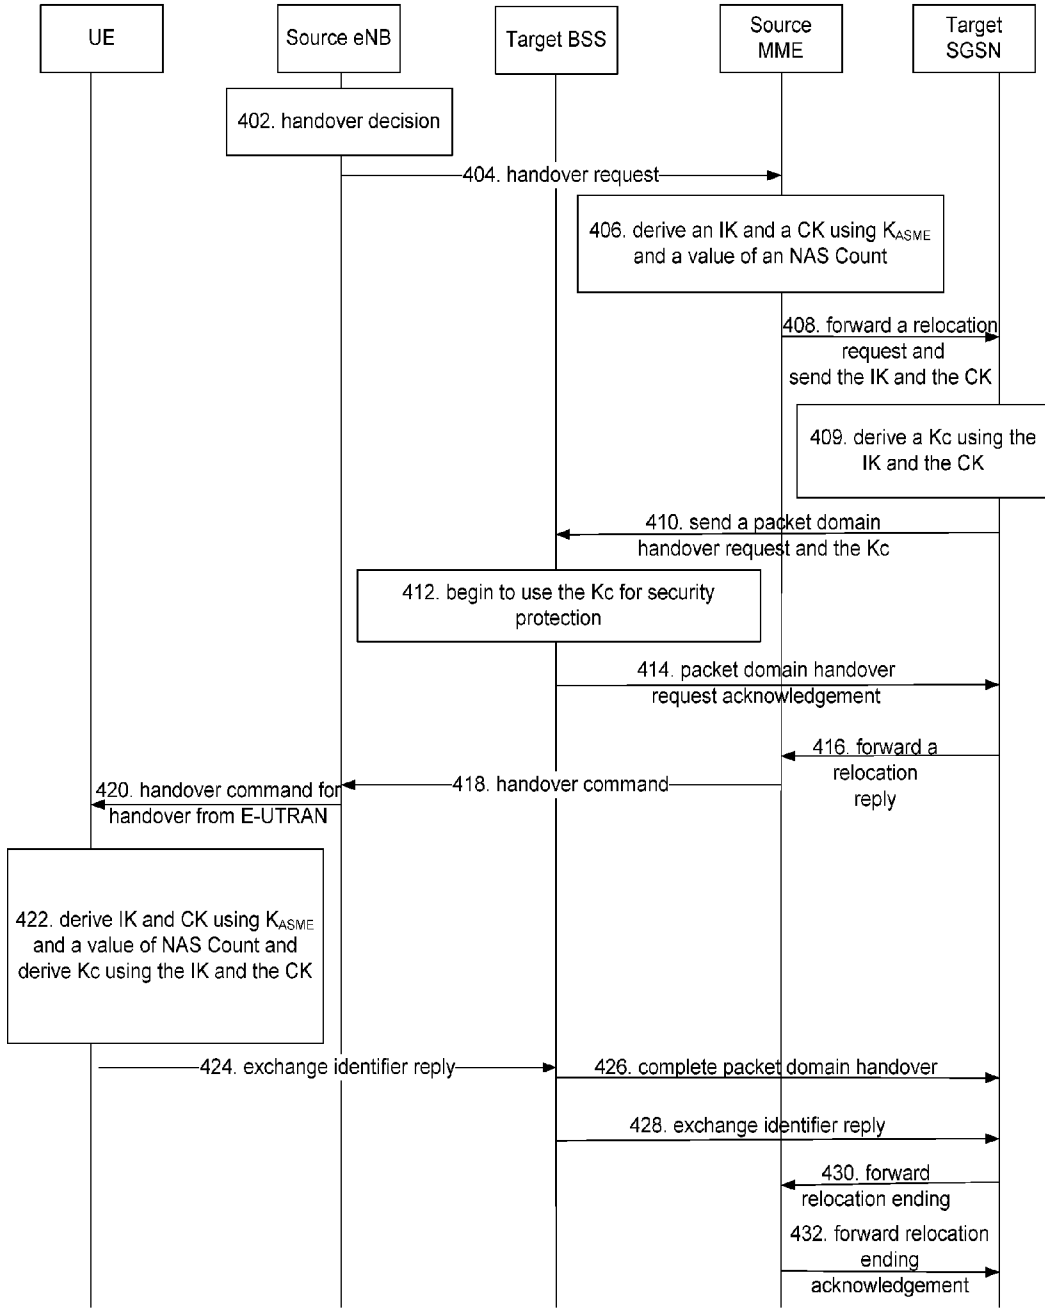 UE
Source eNB
Target BSS
Source
MME
Target
SGSN
402. handover decision
404. handover request
406. derive an IK and a CK using KASME
and a value of an NAS Count
408. forward a relocation
request and
send the IK and the CK
409. derive a Kc using the
IK and the CK
410. send a packet domain
handover request and the Kc
412. begin to use the Kc for security
protection
414. packet domain handover
request acknowledgement
416. forward a
relocation
reply
418. handover command
420. handover command for
handover from E-UTRAN
422. derive IK and CK using KASME
and a value of NAS Count and
derive Kc using the IK and the CK
424. exchange identifier reply
426. complete packet domain handover
428. exchange identifier reply
430. forward
relocation ending
432. forward relocation
ending
acknowledgement